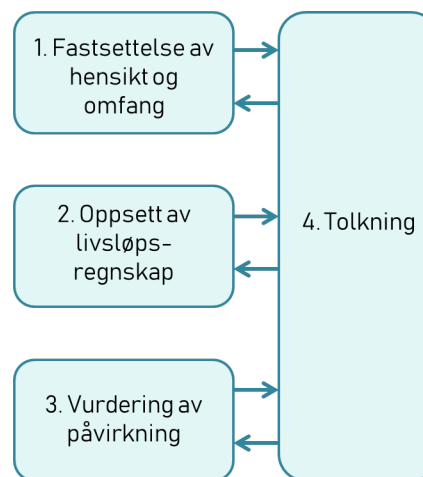 1. Fastsettelse av
hensikt og
omfang
2. Oppsett av
livsløps-
regnskap
4. Tolkning
3. Vurdering av
påvirkning